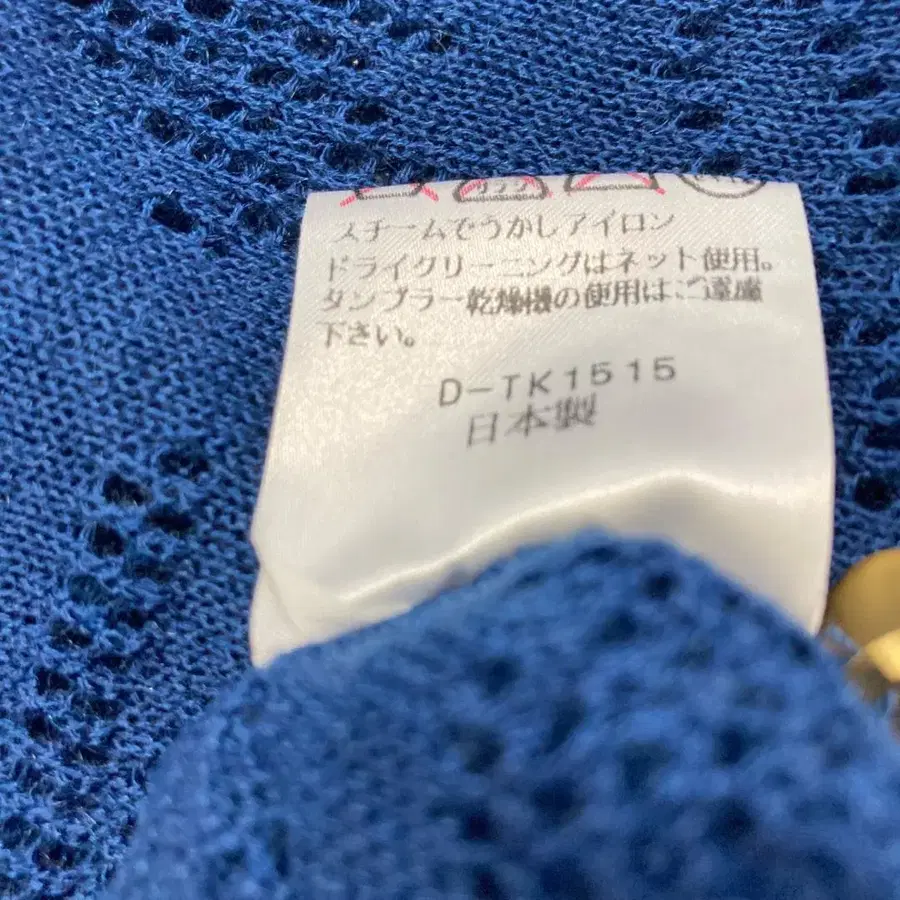 スチームでうかしアイロン
ドライクリーニングはネット使用。
タンブラー乾燥機の使用はご遠慮
下さい。
D-TK1515
日本製